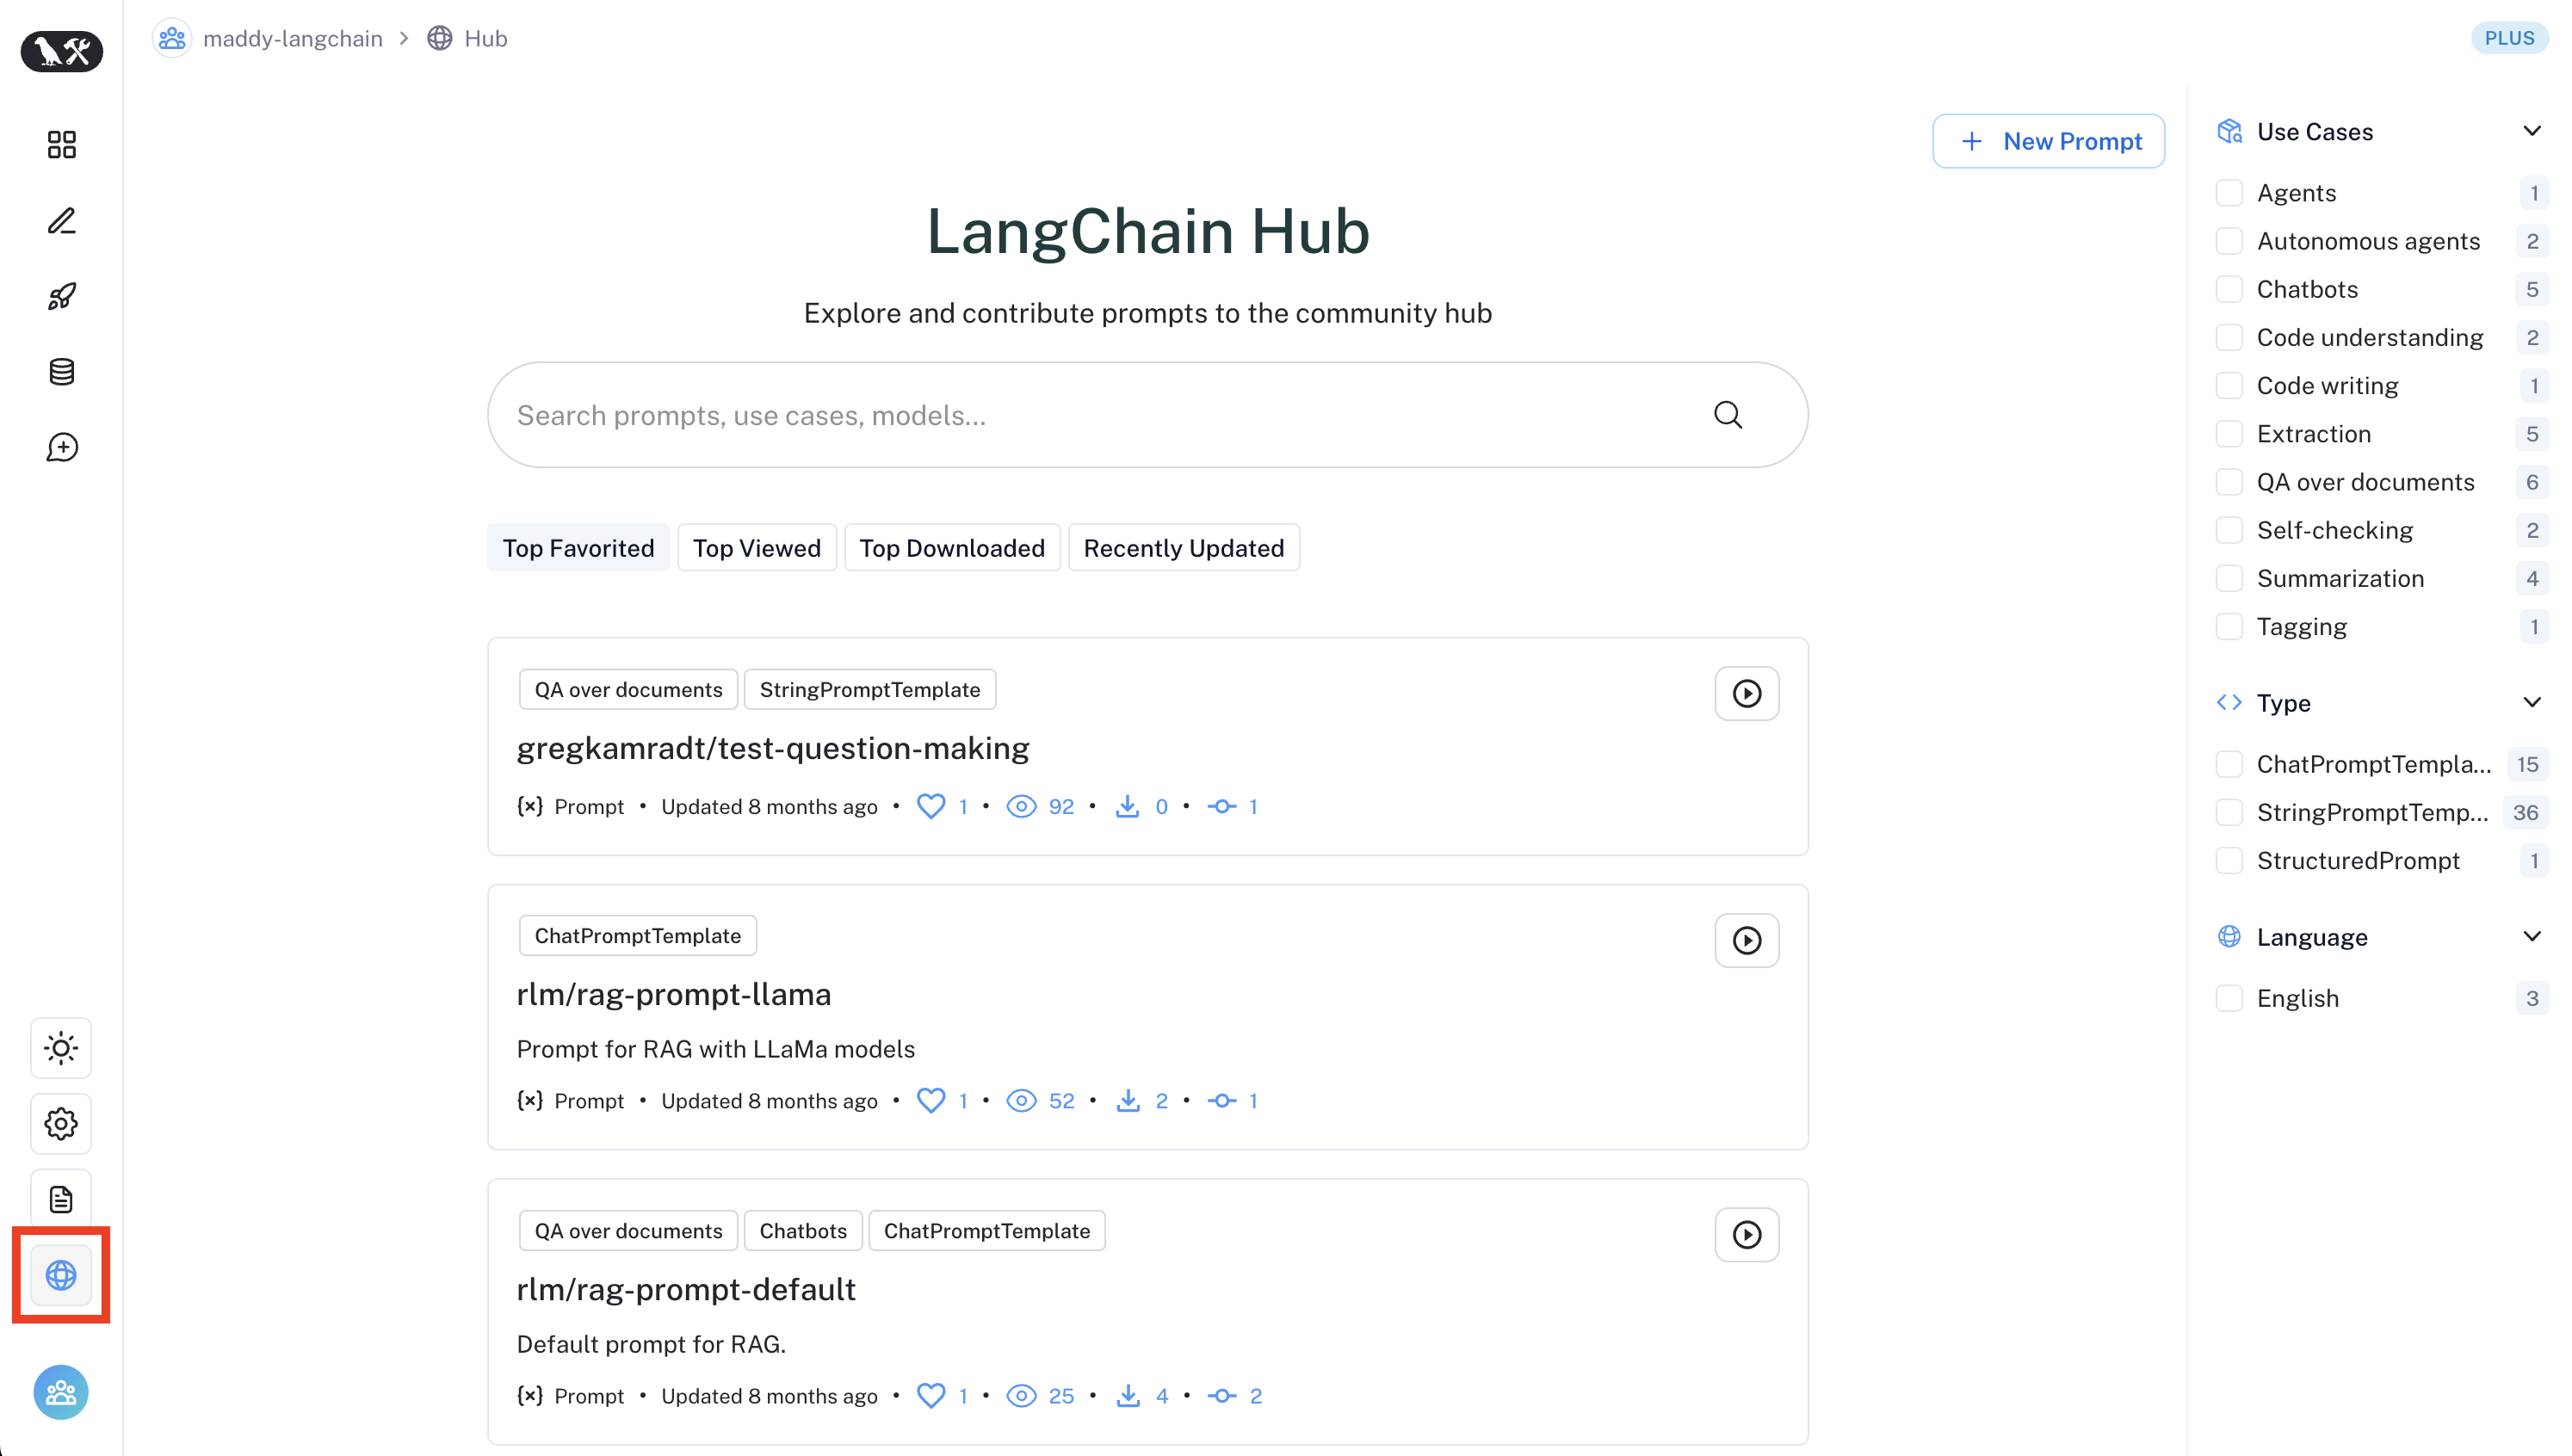 maddy-langchain > Hub
PLUS
New Prompt
LangChain Hub
Explore and contribute prompts to the community hub
Search prompts, use cases, models...
Top Favorited
Top Viewed
Top Downloaded
Recently Updated
QA over documents
StringPromptTemplate
gregkamradt/test-question-making
{x} Prompt • Updated 8 months ago • 1 • 92 • 0 • 1
ChatPromptTemplate
rlm/rag-prompt-llama
Prompt for RAG with LLaMa models
{x} Prompt • Updated 8 months ago • 1 • 52 • 2 • 1
QA over documents
Chatbots
ChatPromptTemplate
rlm/rag-prompt-default
Default prompt for RAG.
{x} Prompt • Updated 8 months ago • 1 • 25 • 4 • 2
Use Cases
Agents 1
Autonomous agents 2
Chatbots 5
Code understanding 2
Code writing 1
Extraction 5
QA over documents 6
Self-checking 2
Summarization 4
Tagging 1
Type
ChatPromptTempla... 15
StringPromptTemp... 36
StructuredPrompt 1
Language
English 3